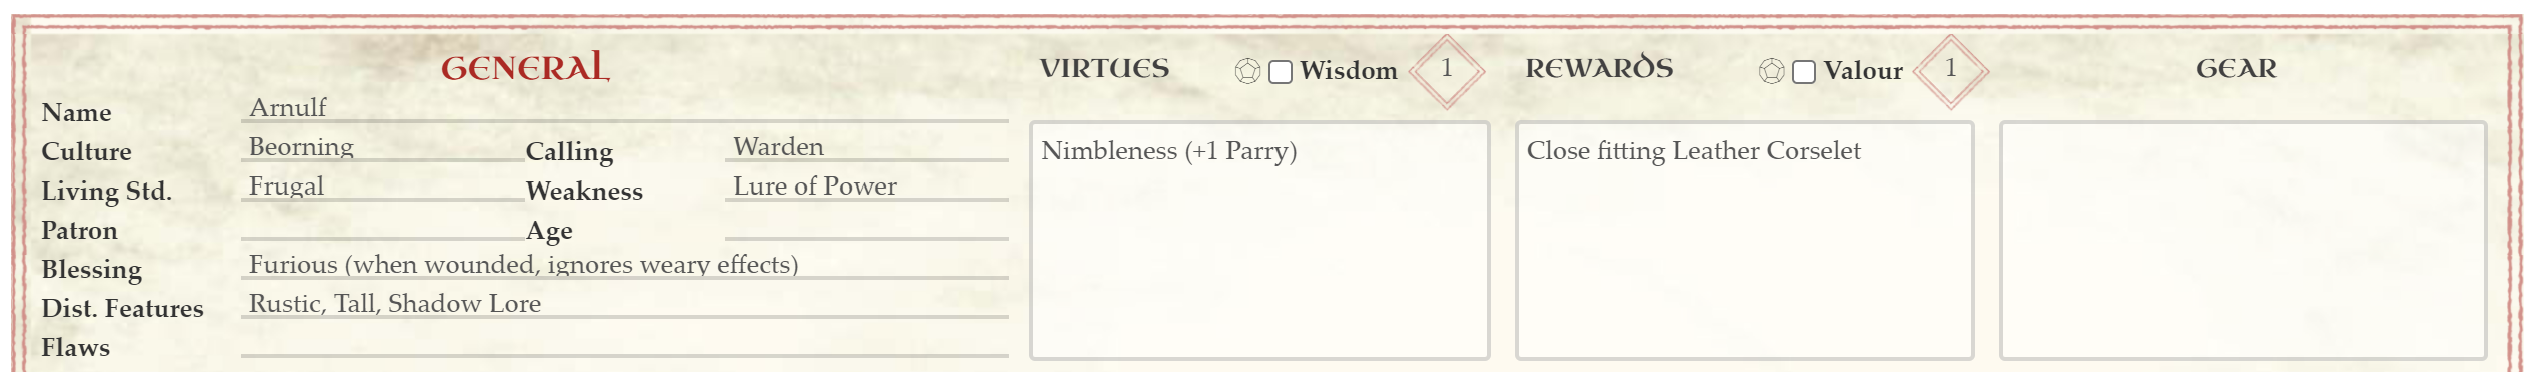 GENERAL
Name Arnulf
Culture Beorning Calling Warden
Living Std. Frugal Weakness Lure of Power
Patron Age
Blessing Furious (when wounded, ignores weary effects)
Dist. Features Rustic, Tall, Shadow Lore
Flaws
VIRTUES Wisdom 1
Nimbleness (+1 Parry)
REWARDS Valour 1
Close fitting Leather Corselet
GEAR